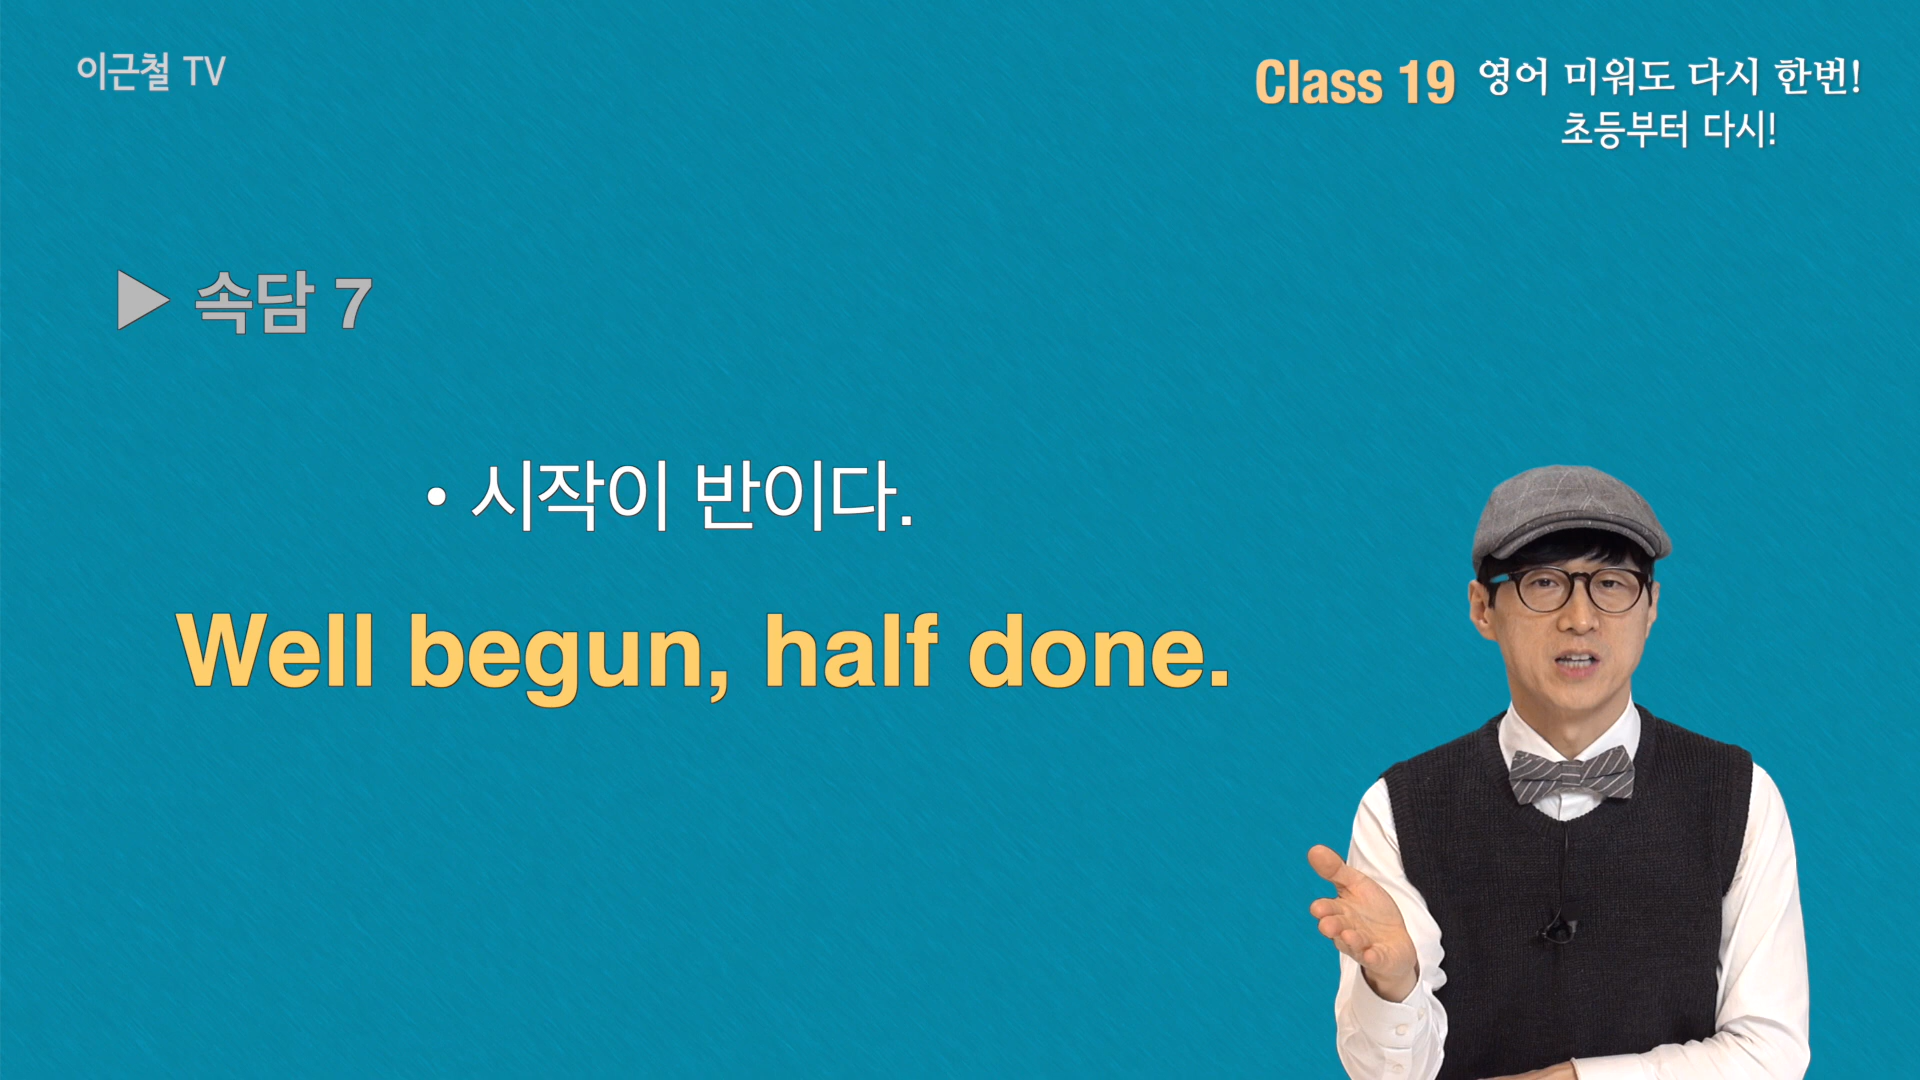 이근철 TV
Class 19 영어 미워도 다시 한번!
초등부터 다시!
▶ 속담 7
• 시작이 반이다.
Well begun, half done.